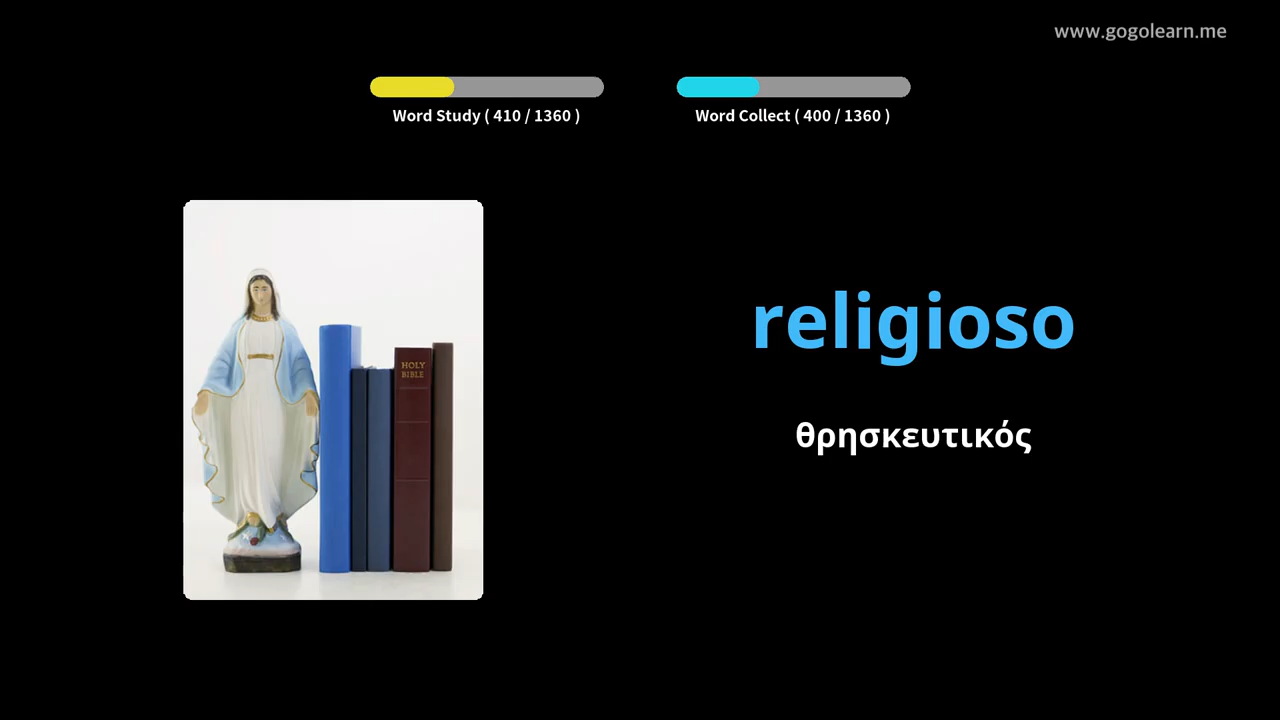 www.gogolearn.me
Word Study ( 410 / 1360 )
Word Collect ( 400 / 1360 )
HOLY
BIBLE
religioso
θρησκευτικός